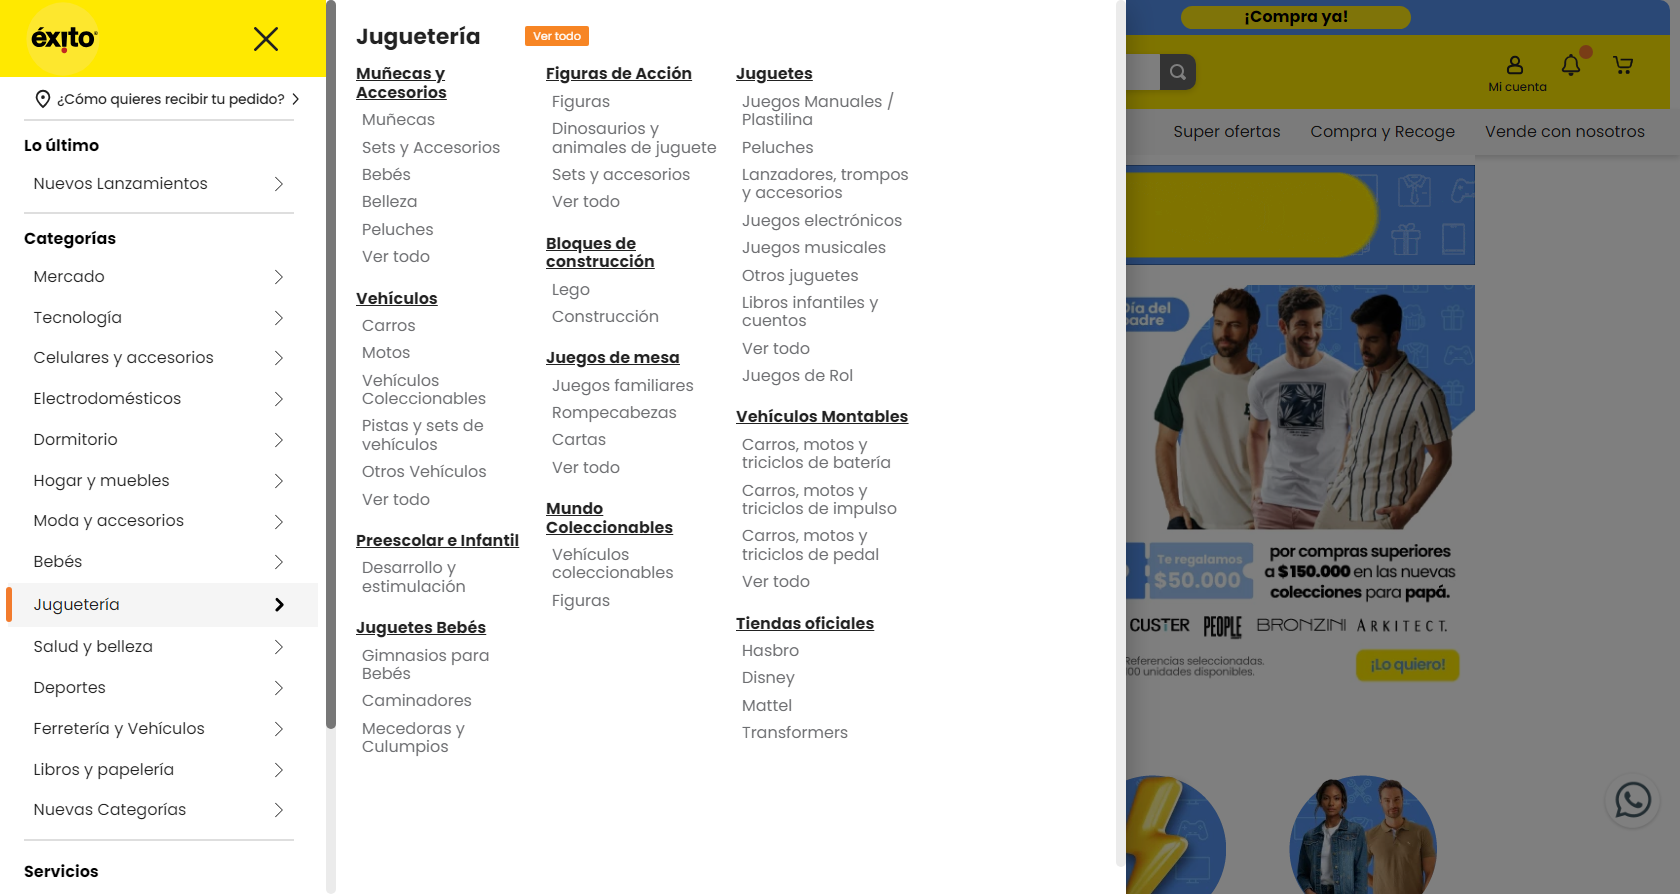 éxito
¿Cómo quieres recibir tu pedido?
Lo último
Nuevos Lanzamientos
Categorías
Mercado
Tecnología
Celulares y accesorios
Electrodomésticos
Dormitorio
Hogar y muebles
Moda y accesorios
Bebés
Juguetería
Salud y belleza
Deportes
Ferretería y Vehículos
Libros y papelería
Nuevas Categorías
Servicios
Juguetería
Ver todo
Muñecas y
Accesorios
Muñecas
Sets y Accesorios
Bebés
Belleza
Peluches
Ver todo
Vehículos
Carros
Motos
Vehículos
Coleccionables
Pistas y sets de
vehículos
Otros Vehículos
Ver todo
Preescolar e Infantil
Desarrollo y
estimulación
Juguetes Bebés
Gimnasios para
Bebés
Caminadores
Mecedoras y
Culumpios
Figuras de Acción
Figuras
Dinosaurios y
animales de juguete
Sets y accesorios
Ver todo
Bloques de
construcción
Lego
Construcción
Juegos de mesa
Juegos familiares
Rompecabezas
Cartas
Ver todo
Mundo
Coleccionables
Vehículos
coleccionables
Figuras
Juguetes
Juegos Manuales /
Plastilina
Peluches
Lanzadores, trompos
y accesorios
Juegos electrónicos
Juegos musicales
Otros juguetes
Libros infantiles y
cuentos
Ver todo
Juegos de Rol
Vehículos Montables
Carros, motos y
triciclos de batería
Carros, motos y
triciclos de impulso
Carros, motos y
triciclos de pedal
Ver todo
Tiendas oficiales
Hasbro
Disney
Mattel
Transformers
¡Compra ya!
Mi cuenta
Super ofertas
Compra y Recoge
Vende con nosotros
Día del
padre
Te regalamos
$50.000
por compras superiores
a $150.000 en las nuevas
colecciones para papá.
CUSTER PEOPLE BRONZINI ARKITECT.
Referencias seleccionadas.
00 unidades disponibles.
¡Lo quiero!